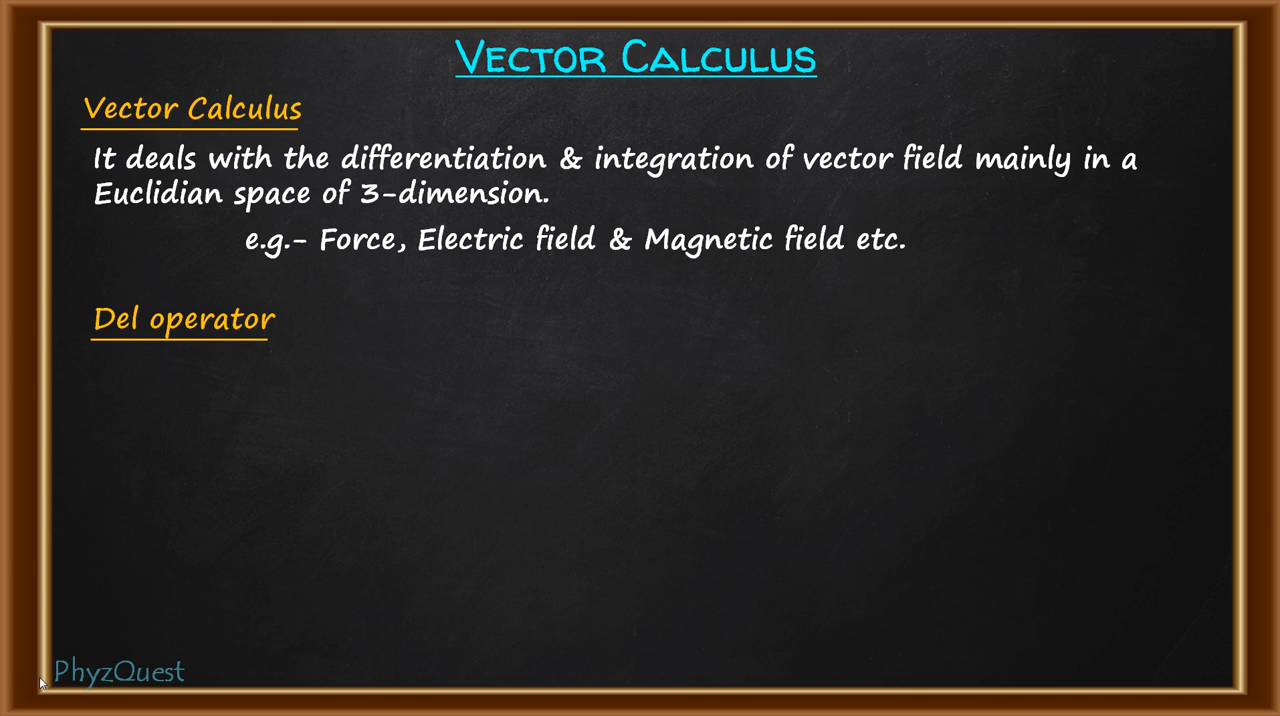 Vector Calculus
Vector Calculus
It deals with the differentiation & integration of vector field mainly in a
Euclidian space of 3-dimension.
e.g.- Force, Electric field & Magnetic field etc.
Del operator
PhyzQuest